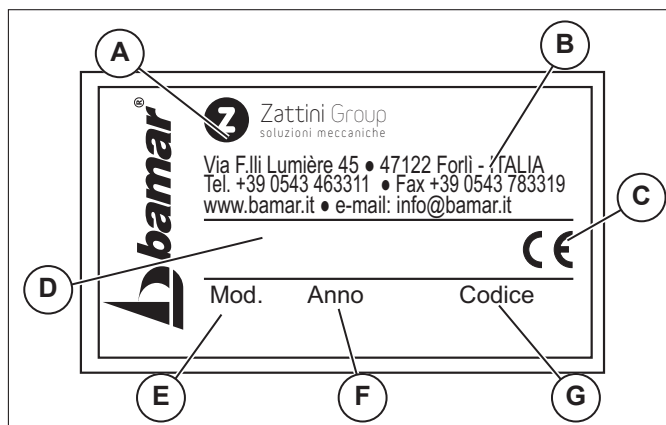 A
B
C
D
E
F
G
bamar®
Z
Zattini Group
soluzioni meccaniche
Via F.lli Lumière 45 ● 47122 Forlì - ITALIA
Tel. +39 0543 463311 ● Fax +39 0543 783319
www.bamar.it ● e-mail: info@bamar.it
CE
Mod. Anno Codice